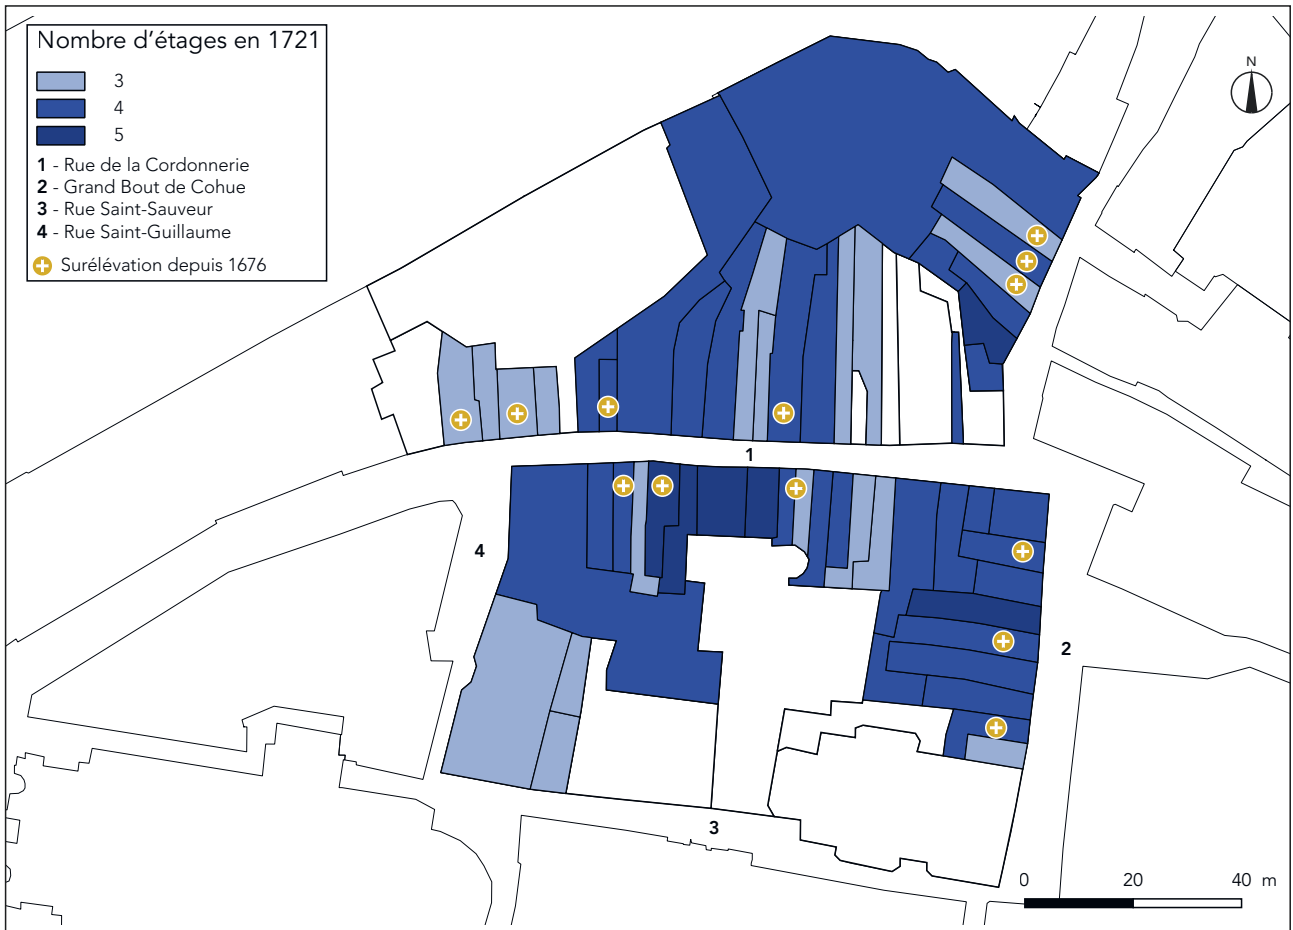 Nombre d'étages en 1721
3
4
5
1 - Rue de la Cordonnerie
2 - Grand Bout de Cohue
3 - Rue Saint-Sauveur
4 - Rue Saint-Guillaume
Surélévation depuis 1676
N
1
4
2
3
0 20 40 m